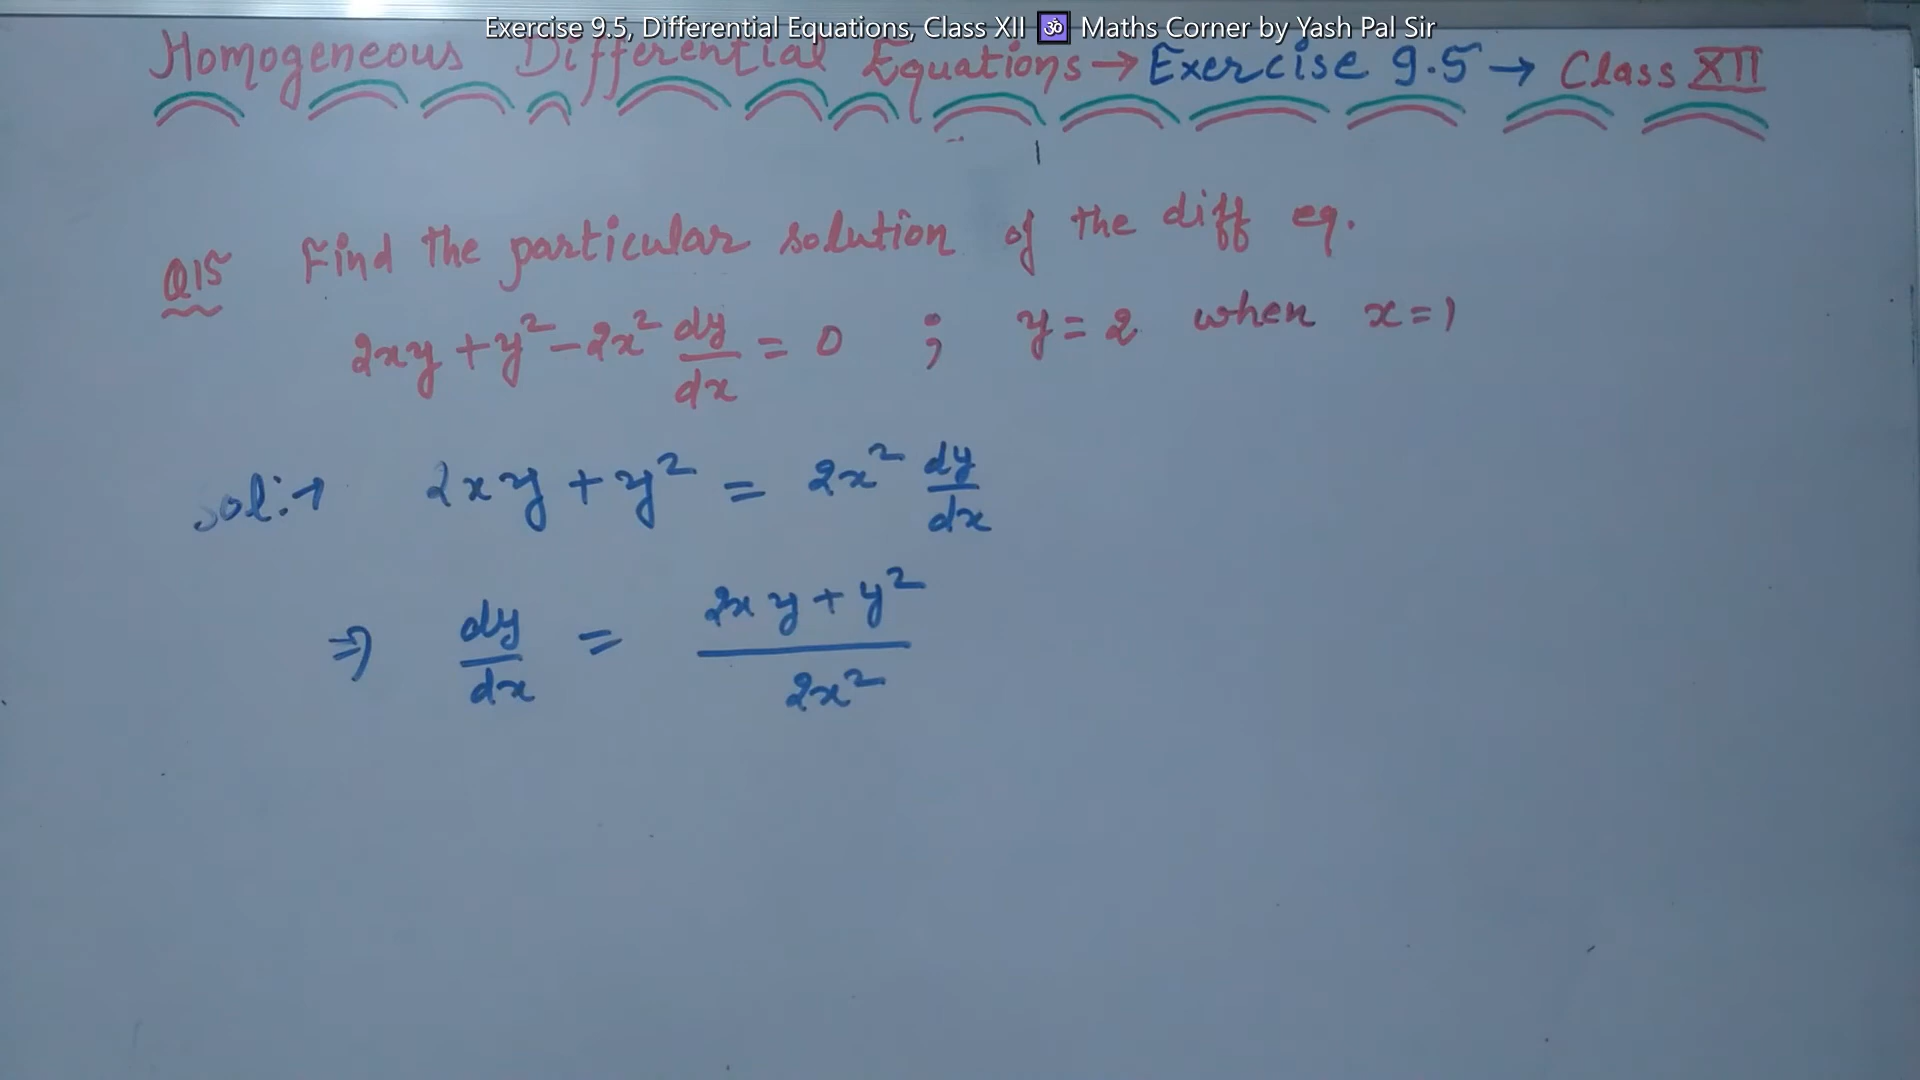 Exercise 9.5, Differential Equations, Class XII 🕉 Maths Corner by Yash Pal Sir
Homogeneous Differential Equations → Exercise 9.5 → Class XII
Q15 Find the particular solution of the diff eq.
2xy + y² - 2x² dy/dx = 0 ; y = 2 when x = 1
Sol:→ 2xy + y² = 2x² dy/dx
⇒ dy/dx = (2xy + y²)/(2x²)